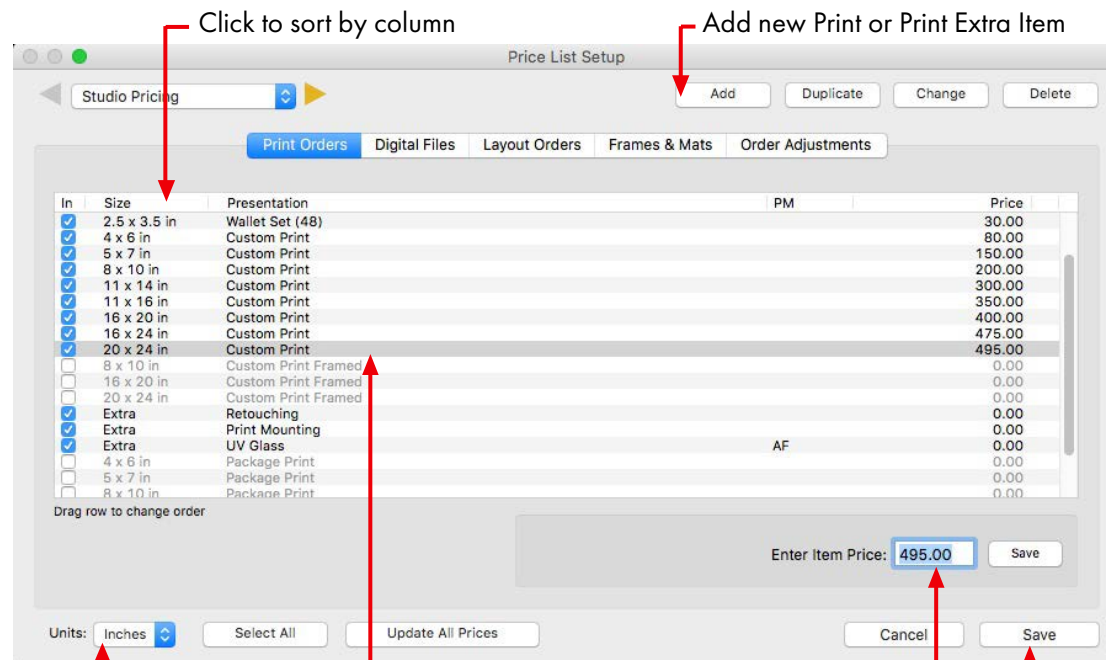 Click to sort by column Add new Print or Print Extra Item
Price List Setup
Studio Pricing Add Duplicate Change Delete
Print Orders Digital Files Layout Orders Frames & Mats Order Adjustments
In Size Presentation PM Price
2.5 x 3.5 in Wallet Set (48) 30.00
4 x 6 in Custom Print 80.00
5 x 7 in Custom Print 150.00
8 x 10 in Custom Print 200.00
11 x 14 in Custom Print 300.00
11 x 16 in Custom Print 350.00
16 x 20 in Custom Print 400.00
16 x 24 in Custom Print 475.00
20 x 24 in Custom Print 495.00
8 x 10 in Custom Print Framed 0.00
16 x 20 in Custom Print Framed 0.00
20 x 24 in Custom Print Framed 0.00
Extra Retouching 0.00
Extra Print Mounting 0.00
Extra UV Glass AF 0.00
4 x 6 in Package Print 0.00
5 x 7 in Package Print 0.00
8 x 10 in Package Print 0.00
Drag row to change order
Enter Item Price: 495.00 Save
Units: Inches Select All Update All Prices Cancel Save